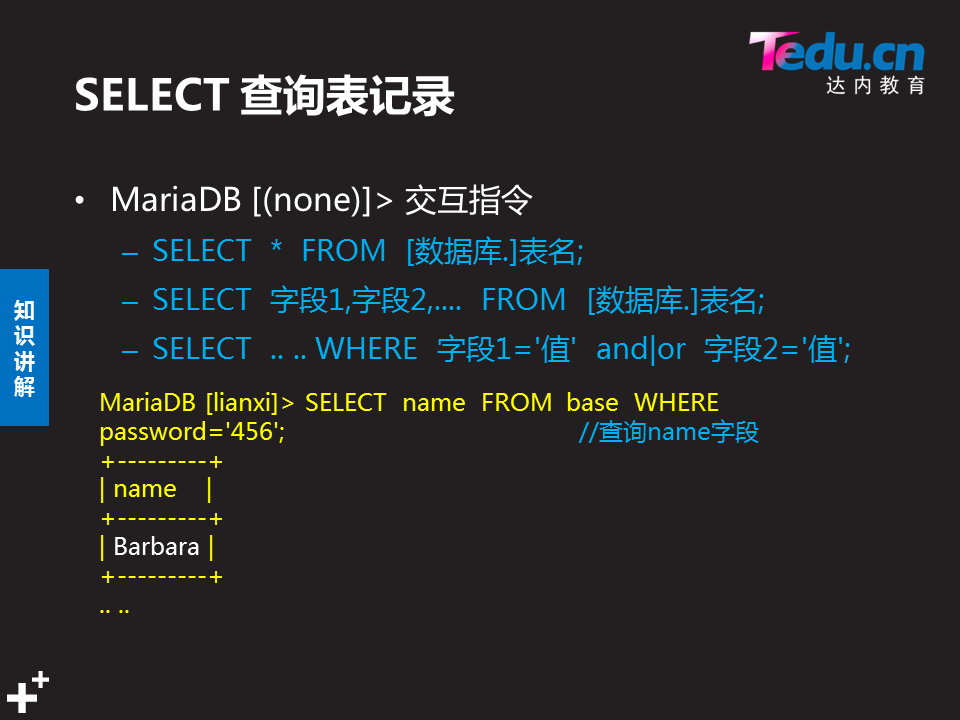 Tedu.cn
达内教育
SELECT 查询表记录
• MariaDB [(none)]> 交互指令
– SELECT * FROM [数据库.]表名;
– SELECT 字段1,字段2,.... FROM [数据库.]表名;
– SELECT .. .. WHERE 字段1='值' and|or 字段2='值';
知识讲解
MariaDB [lianxi]> SELECT name FROM base WHERE
password='456'; //查询name字段
+---------+
| name |
+---------+
| Barbara |
+---------+
.. ..